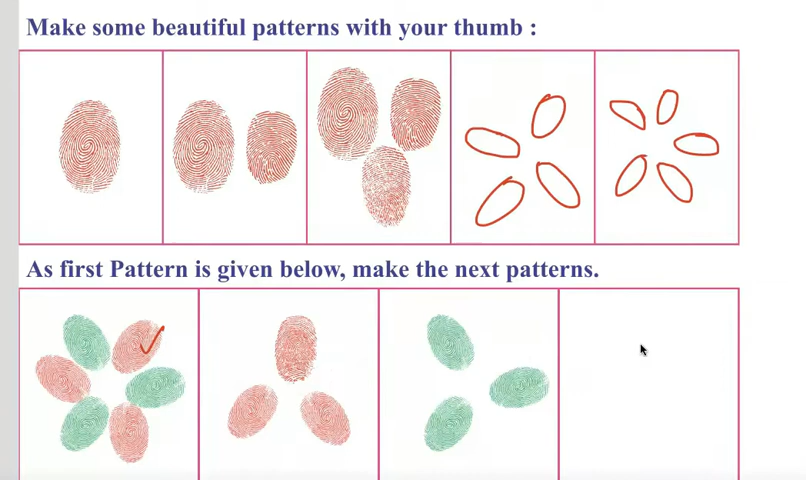 Make some beautiful patterns with your thumb :
As first Pattern is given below, make the next patterns.